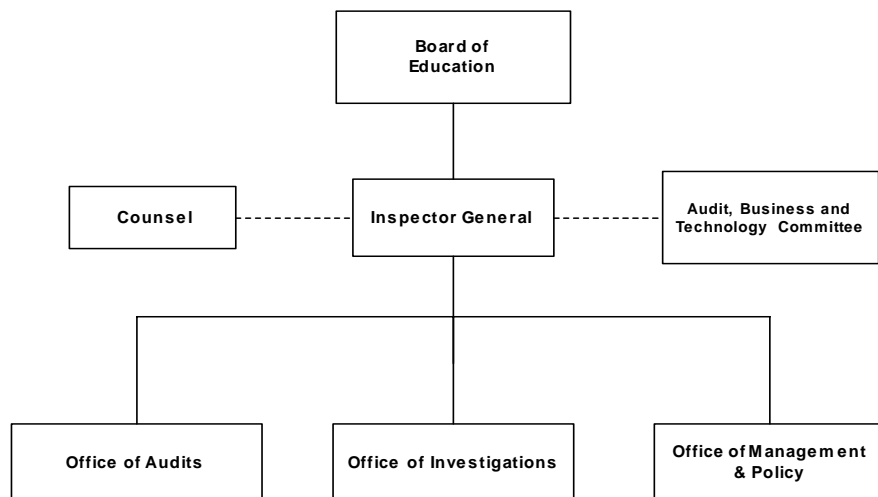 Board of
Education
Counsel
Inspector General
Audit, Business and
Technology Committee
Office of Audits
Office of Investigations
Office of Management
& Policy